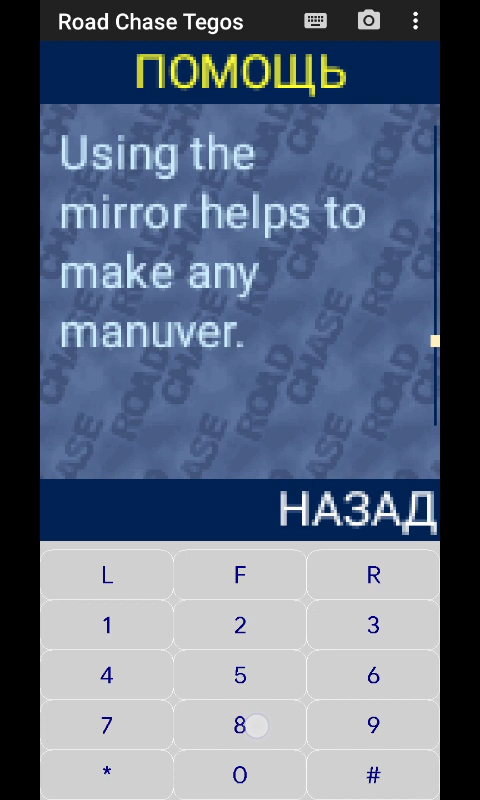 Road Chase Tegos
ПОМОЩЬ
Using the
mirror helps to
make any
manuver.
НАЗАД
L F R
1 2 3
4 5 6
7 8 9
* 0 #